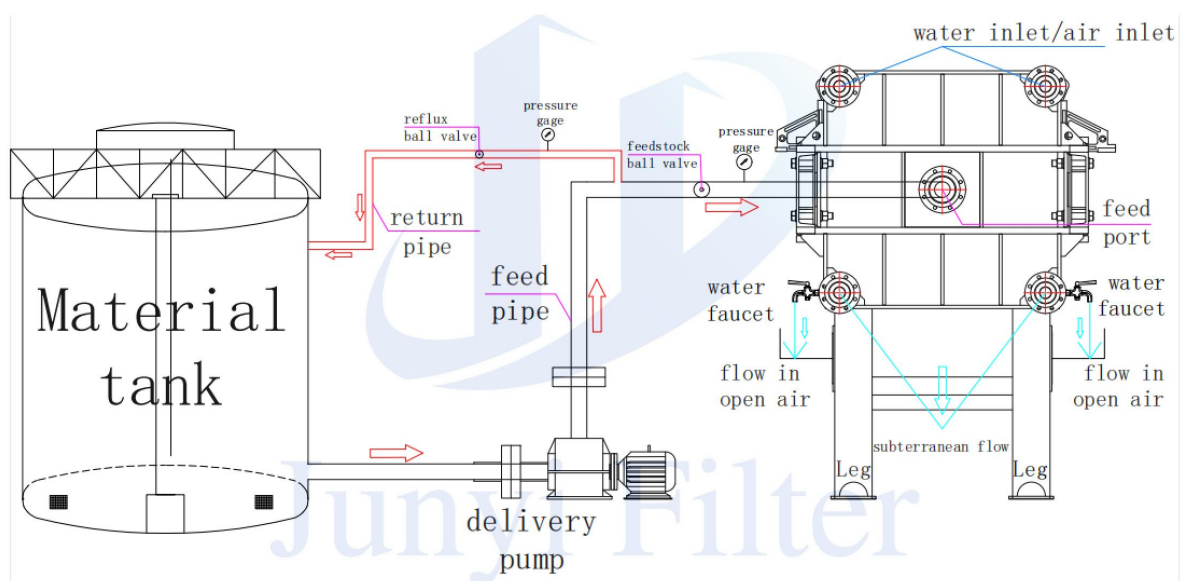 water inlet/air inlet
pressure
gage
reflux
ball valve
feedstock
ball valve
pressure
gage
return
pipe
feed
port
feed
pipe
water
faucet
water
faucet
Material
tank
flow in
open air
flow in
open air
subterranean flow
Leg
Leg
delivery
pump
Junyi Filter